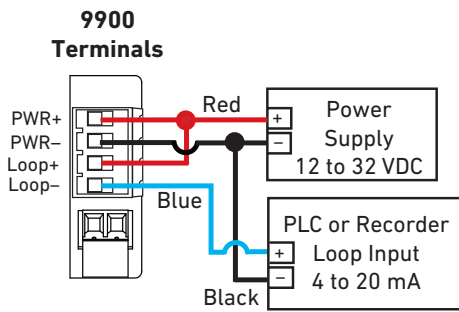 9900
Terminals
PWR+
PWR–
Loop+
Loop–
Red
Blue
Black
+
–
Power
Supply
12 to 32 VDC
+
–
PLC or Recorder
Loop Input
4 to 20 mA